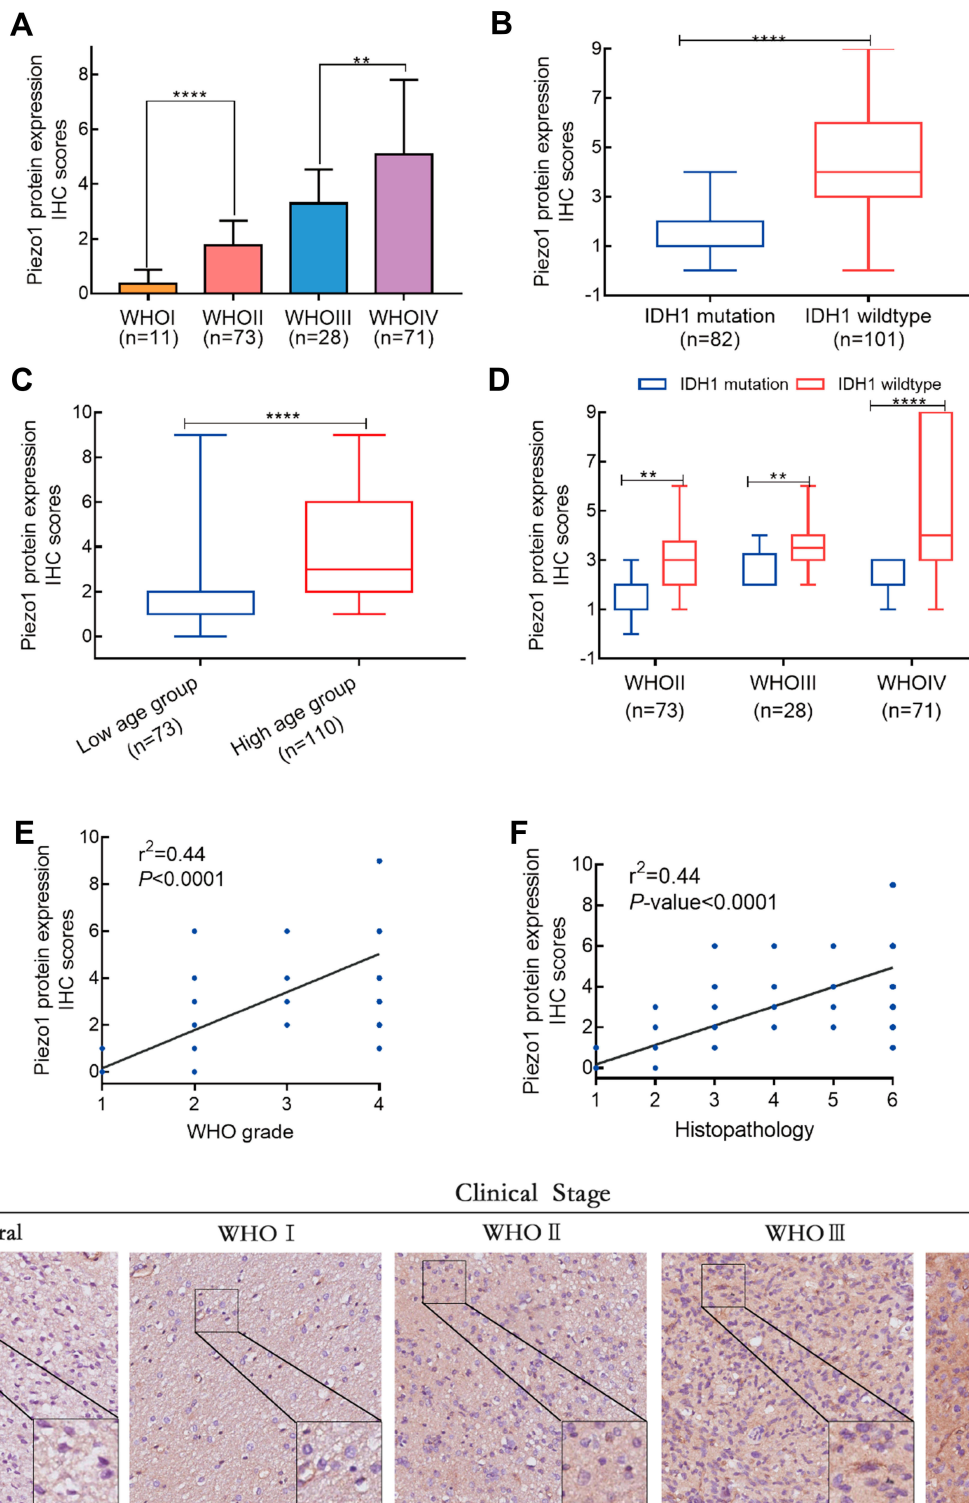 A
Piezo1 protein expression
IHC scores
8
6
4
2
0
****
**
WHOI
(n=11)
WHOII
(n=73)
WHOIII
(n=28)
WHOIV
(n=71)
B
Piezo1 protein expression
IHC scores
9
7
5
3
1
-1
****
IDH1 mutation
(n=82)
IDH1 wildtype
(n=101)
C
Piezo1 protein expression
IHC scores
10
8
6
4
2
0
****
Low age group
(n=73)
High age group
(n=110)
D
IDH1 mutation
IDH1 wildtype
Piezo1 protein expression
IHC scores
9
7
5
3
1
-1
**
**
****
WHOII
(n=73)
WHOIII
(n=28)
WHOIV
(n=71)
E
Piezo1 protein expression
IHC scores
10
8
6
4
2
0
r²=0.44
P<0.0001
1 2 3 4
WHO grade
F
Piezo1 protein expression
IHC scores
10
8
6
4
2
0
r²=0.44
P-value<0.0001
1 2 3 4 5 6
Histopathology
Clinical Stage
ral
WHO Ⅰ
WHO Ⅱ
WHO Ⅲ